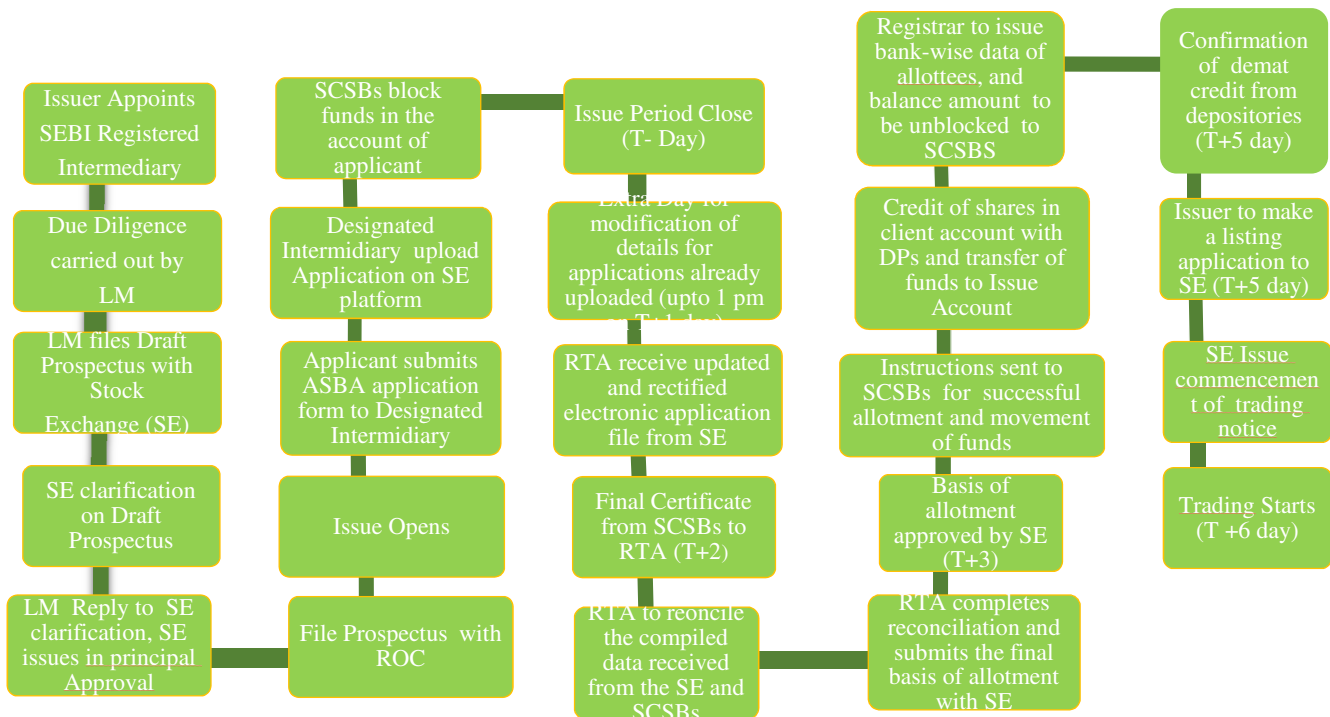 Issuer Appoints
SEBI Registered
Intermediary
Due Diligence
carried out by
LM
LM files Draft
Prospectus with
Stock
Exchange (SE)
SE clarification
on Draft
Prospectus
LM Reply to SE
clarification, SE
issues in principal
Approval
SCSBs block
funds in the
account of
applicant
Designated
Intermidiary upload
Application on SE
platform
Applicant submits
ASBA application
form to Designated
Intermidiary
Issue Opens
File Prospectus with
ROC
Issue Period Close
(T- Day)
Extra Day for
modification of
details for
applications already
uploaded (upto 1 pm
on T+1 day)
RTA receive updated
and rectified
electronic application
file from SE
Final Certificate
from SCSBs to
RTA (T+2)
RTA to reconcile
the compiled
data received
from the SE and
SCSBs
Registrar to issue
bank-wise data of
allottees, and
balance amount to
be unblocked to
SCSBS
Credit of shares in
client account with
DPs and transfer of
funds to Issue
Account
Instructions sent to
SCSBs for successful
allotment and movement
of funds
Basis of
allotment
approved by SE
(T+3)
RTA completes
reconciliation and
submits the final
basis of allotment
with SE
Confirmation
of demat
credit from
depositories
(T+5 day)
Issuer to make
a listing
application to
SE (T+5 day)
SE Issue
commencemen
t of trading
notice
Trading Starts
(T +6 day)